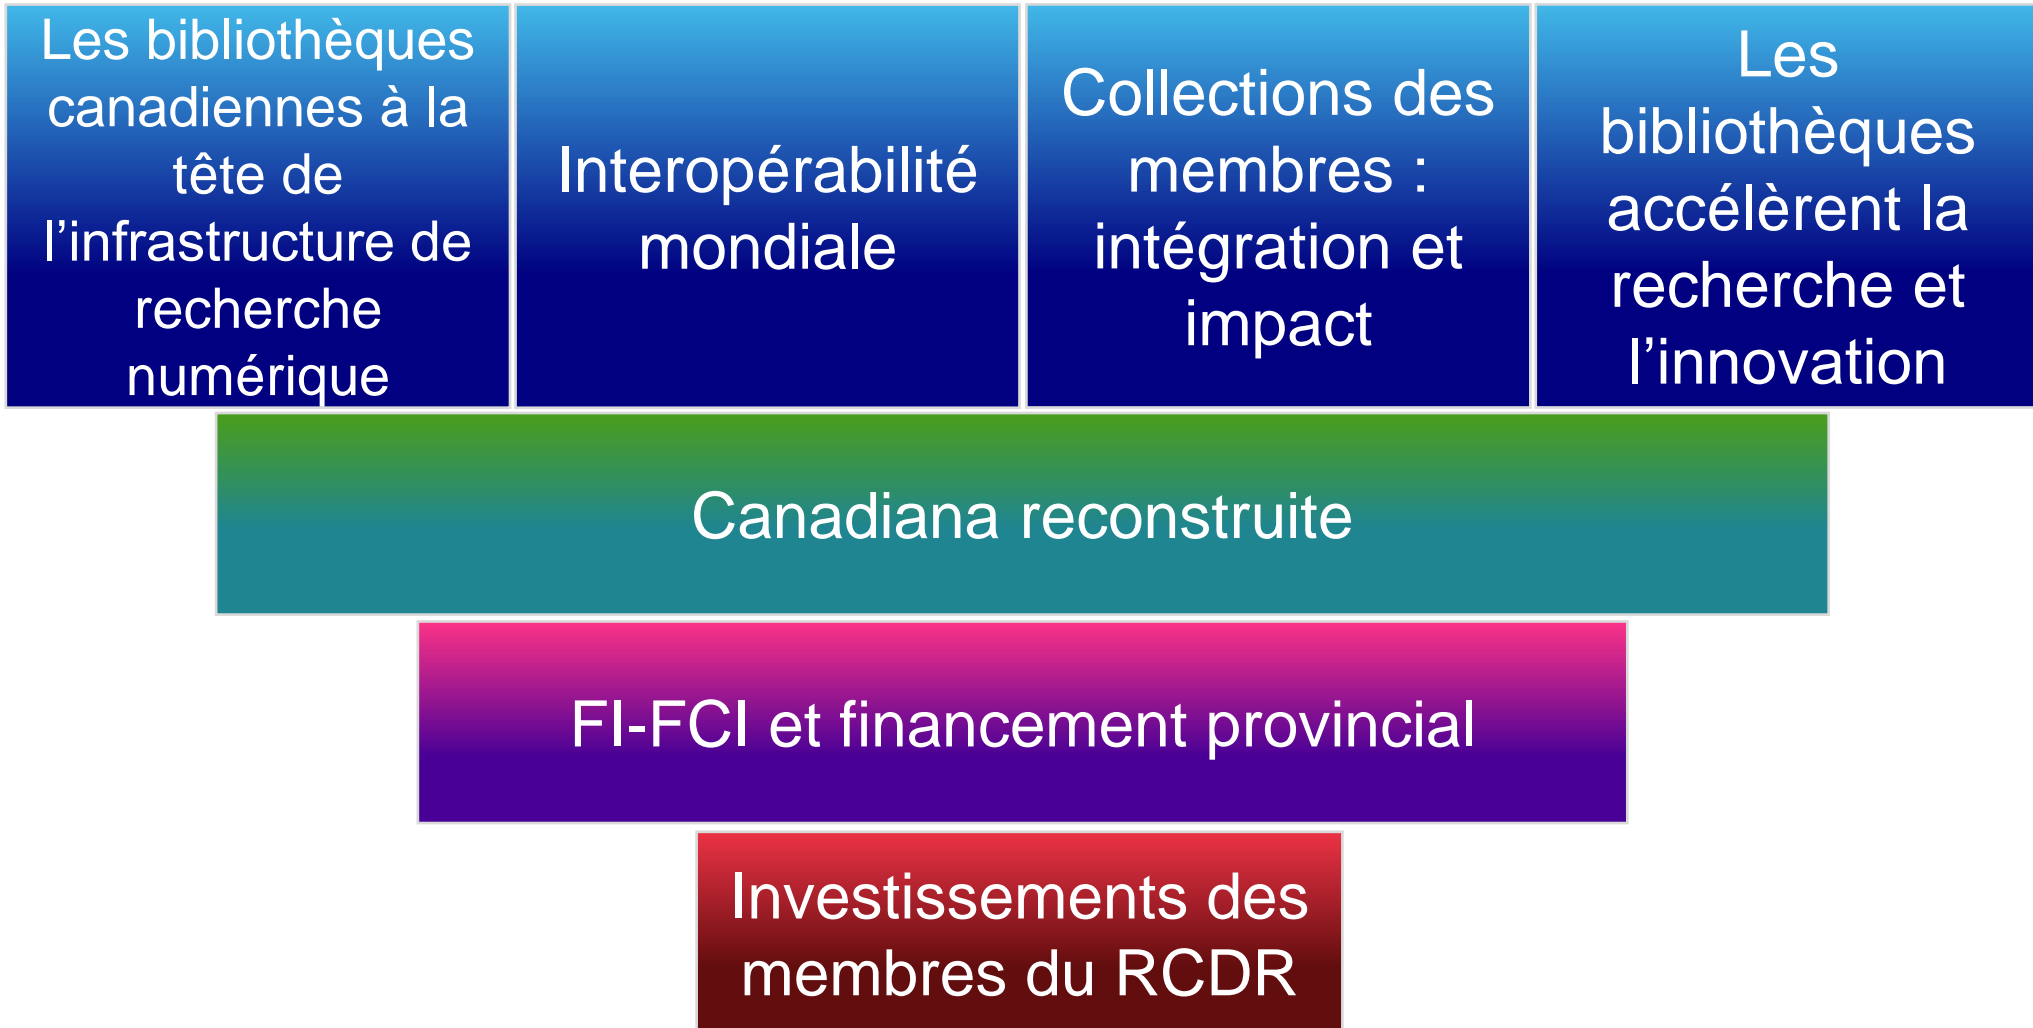 Les bibliothèques
canadiennes à la
tête de
l’infrastructure de
recherche
numérique
Interopérabilité
mondiale
Collections des
membres :
intégration et
impact
Les
bibliothèques
accélèrent la
recherche et
l’innovation
Canadiana reconstruite
FI-FCI et financement provincial
Investissements des
membres du RCDR